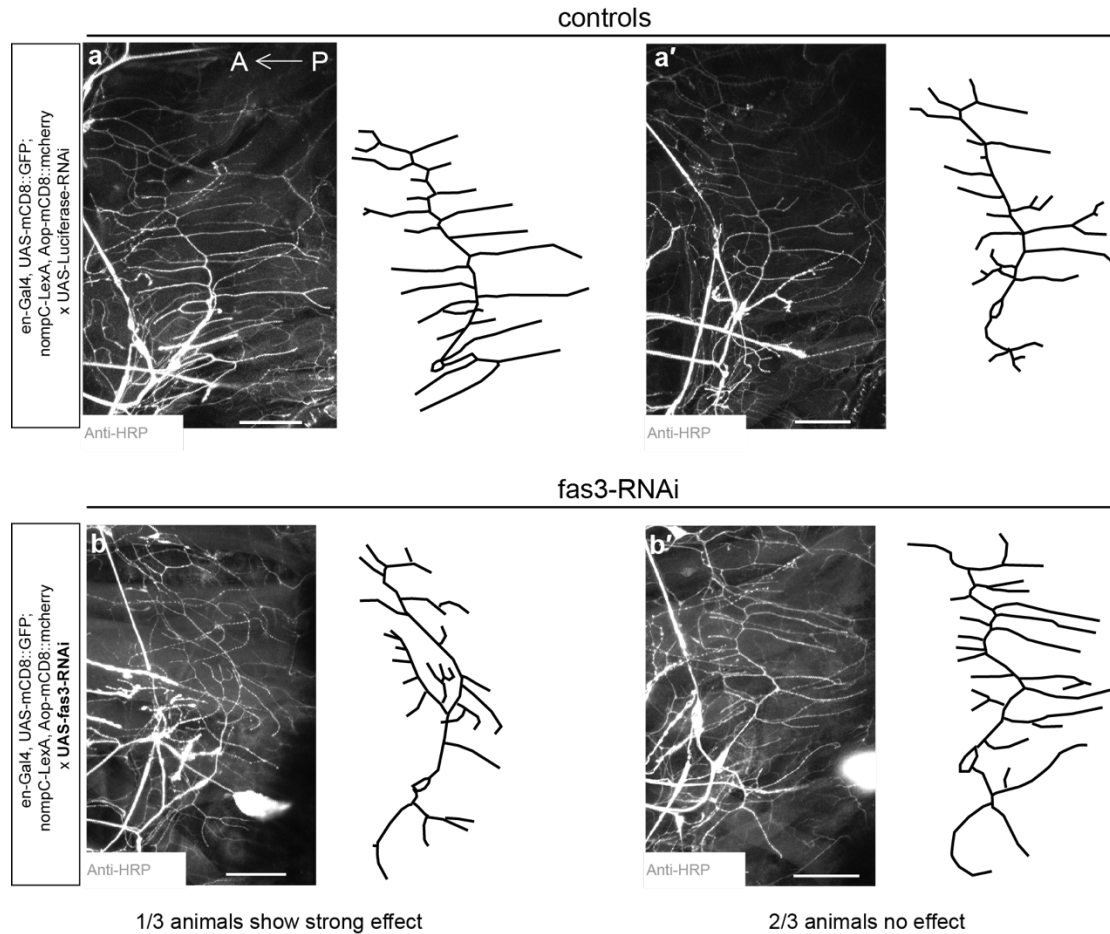 controls
en-Gal4, UAS-mCD8::GFP;
nompC-LexA, Aop-mCD8::mcherry
x UAS-Luciferase-RNAi
a
A ← P
Anti-HRP
a′
Anti-HRP
fas3-RNAi
en-Gal4, UAS-mCD8::GFP;
nompC-LexA, Aop-mCD8::mcherry
x UAS-fas3-RNAi
b
Anti-HRP
b′
Anti-HRP
1/3 animals show strong effect
2/3 animals no effect